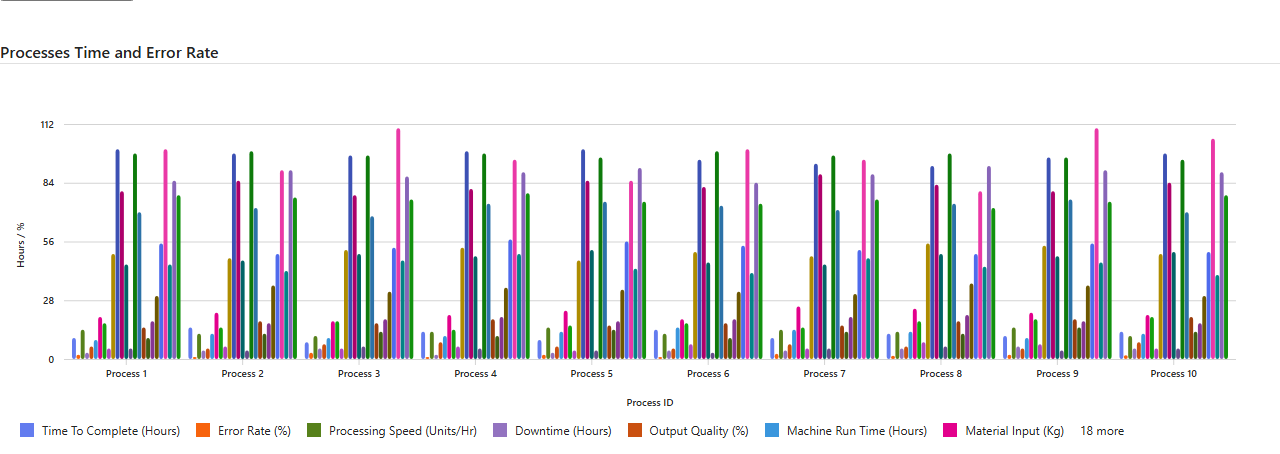 Processes Time and Error Rate
112
84
56
28
0
Hours / %
Process 1 Process 2 Process 3 Process 4 Process 5 Process 6 Process 7 Process 8 Process 9 Process 10
Process ID
Time To Complete (Hours) Error Rate (%) Processing Speed (Units/Hr) Downtime (Hours) Output Quality (%) Machine Run Time (Hours) Material Input (Kg) 18 more